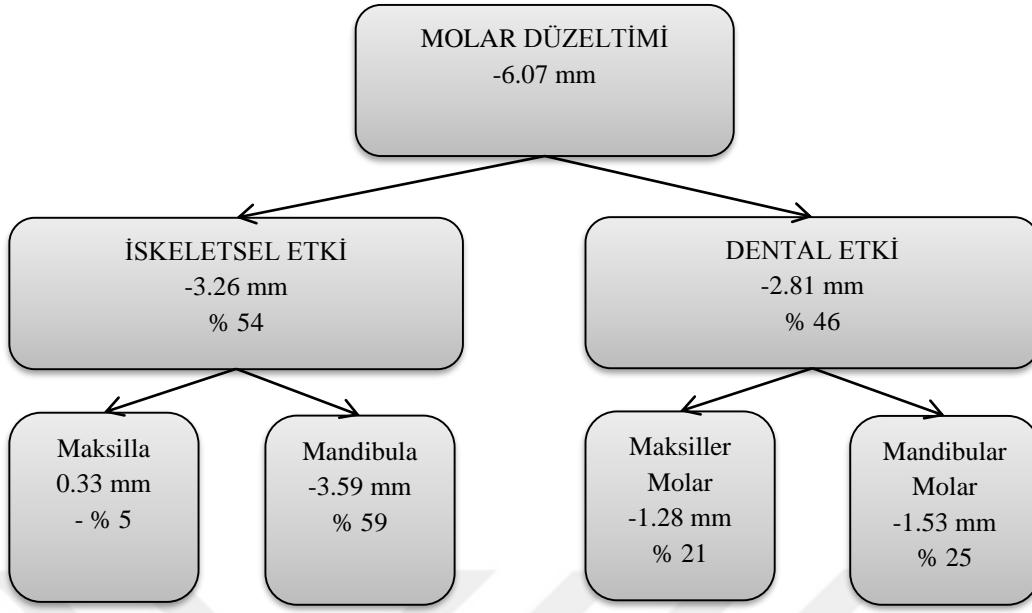 MOLAR DÜZELTİMİ
-6.07 mm
İSKELETSEL ETKİ
-3.26 mm
% 54
DENTAL ETKİ
-2.81 mm
% 46
Maksilla
0.33 mm
- % 5
Mandibula
-3.59 mm
% 59
Maksiller
Molar
-1.28 mm
% 21
Mandibular
Molar
-1.53 mm
% 25